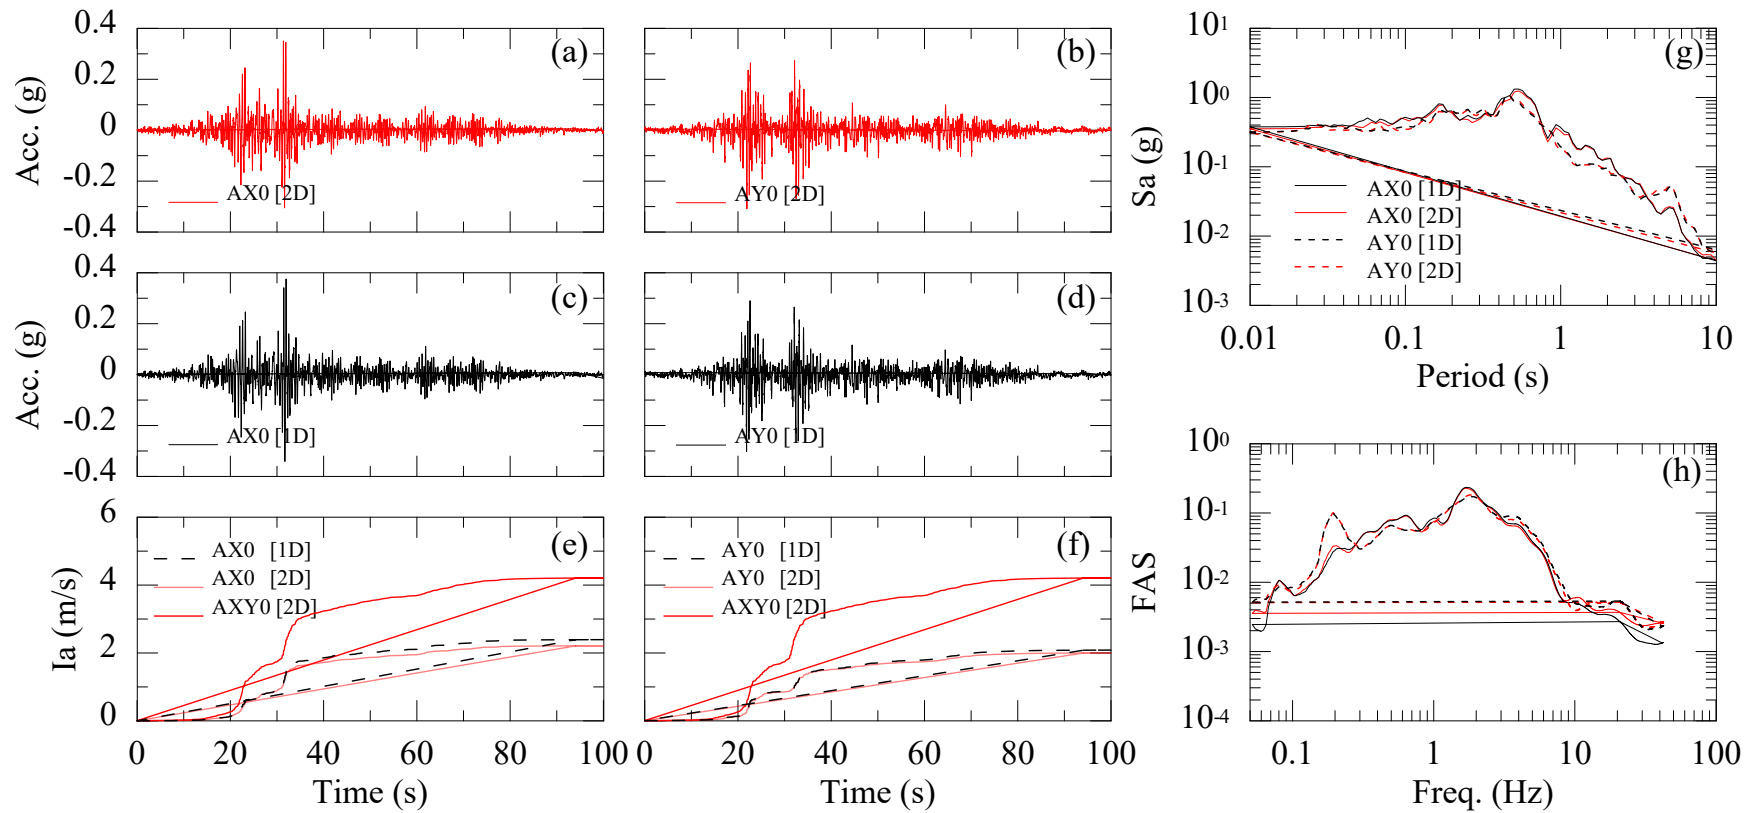 0.4
0.2
0
-0.2
-0.4
Acc. (g)
(a)
AX0 [2D]
(b)
AY0 [2D]
0.4
0.2
0
-0.2
-0.4
Acc. (g)
(c)
AX0 [1D]
(d)
AY0 [1D]
6
4
2
0
Ia (m/s)
(e)
AX0 [1D]
AX0 [2D]
AXY0 [2D]
0 20 40 60 80 100
Time (s)
(f)
AY0 [1D]
AY0 [2D]
AXY0 [2D]
0 20 40 60 80 100
Time (s)
10¹
10⁰
10⁻¹
10⁻²
10⁻³
Sa (g)
(g)
AX0 [1D]
AX0 [2D]
AY0 [1D]
AY0 [2D]
0.01 0.1 1 10
Period (s)
10⁰
10⁻¹
10⁻²
10⁻³
10⁻⁴
FAS
(h)
0.1 1 10 100
Freq. (Hz)